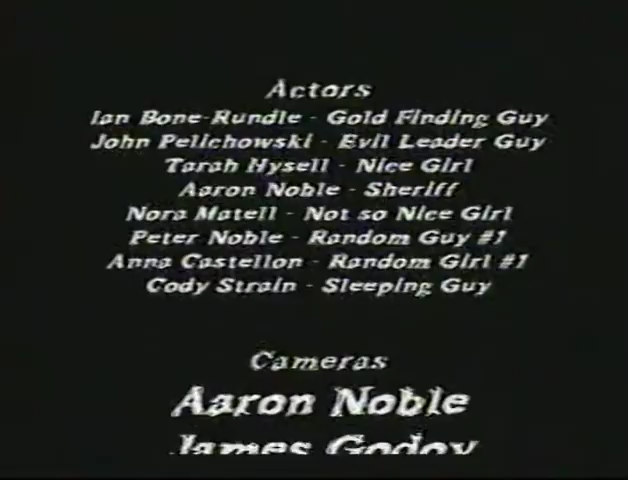 Actors
Ian Bone-Rundle - Gold Finding Guy
John Pelichowski - Evil Leader Guy
Tarah Hysell - Nice Girl
Aaron Noble - Sheriff
Nora Matell - Not so Nice Girl
Peter Noble - Random Guy #1
Anna Castellon - Random Girl #1
Cody Strain - Sleeping Guy
Cameras
Aaron Noble
James Godoy